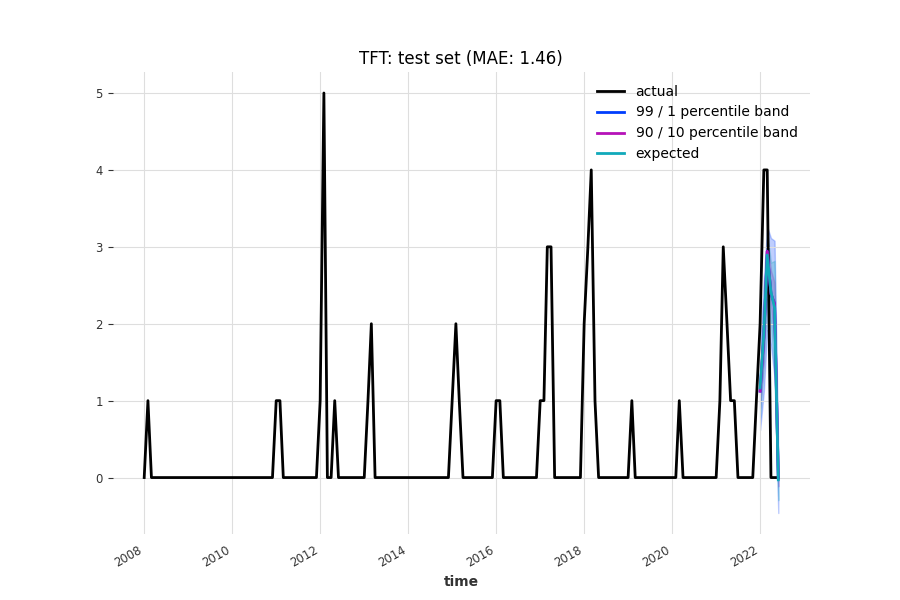 TFT: test set (MAE: 1.46)
actual
99 / 1 percentile band
90 / 10 percentile band
expected
5
4
3
2
1
0
2008
2010
2012
2014
2016
2018
2020
2022
time